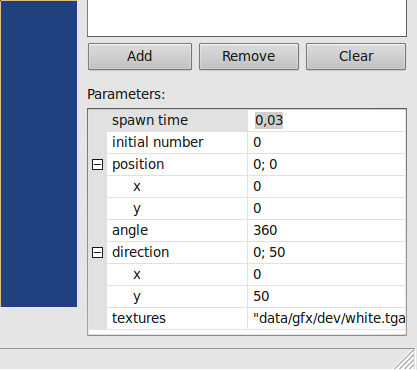 Add Remove Clear
Parameters:
spawn time 0,03
initial number 0
position 0; 0
x 0
y 0
angle 360
direction 0; 50
x 0
y 50
textures "data/gfx/dev/white.tga